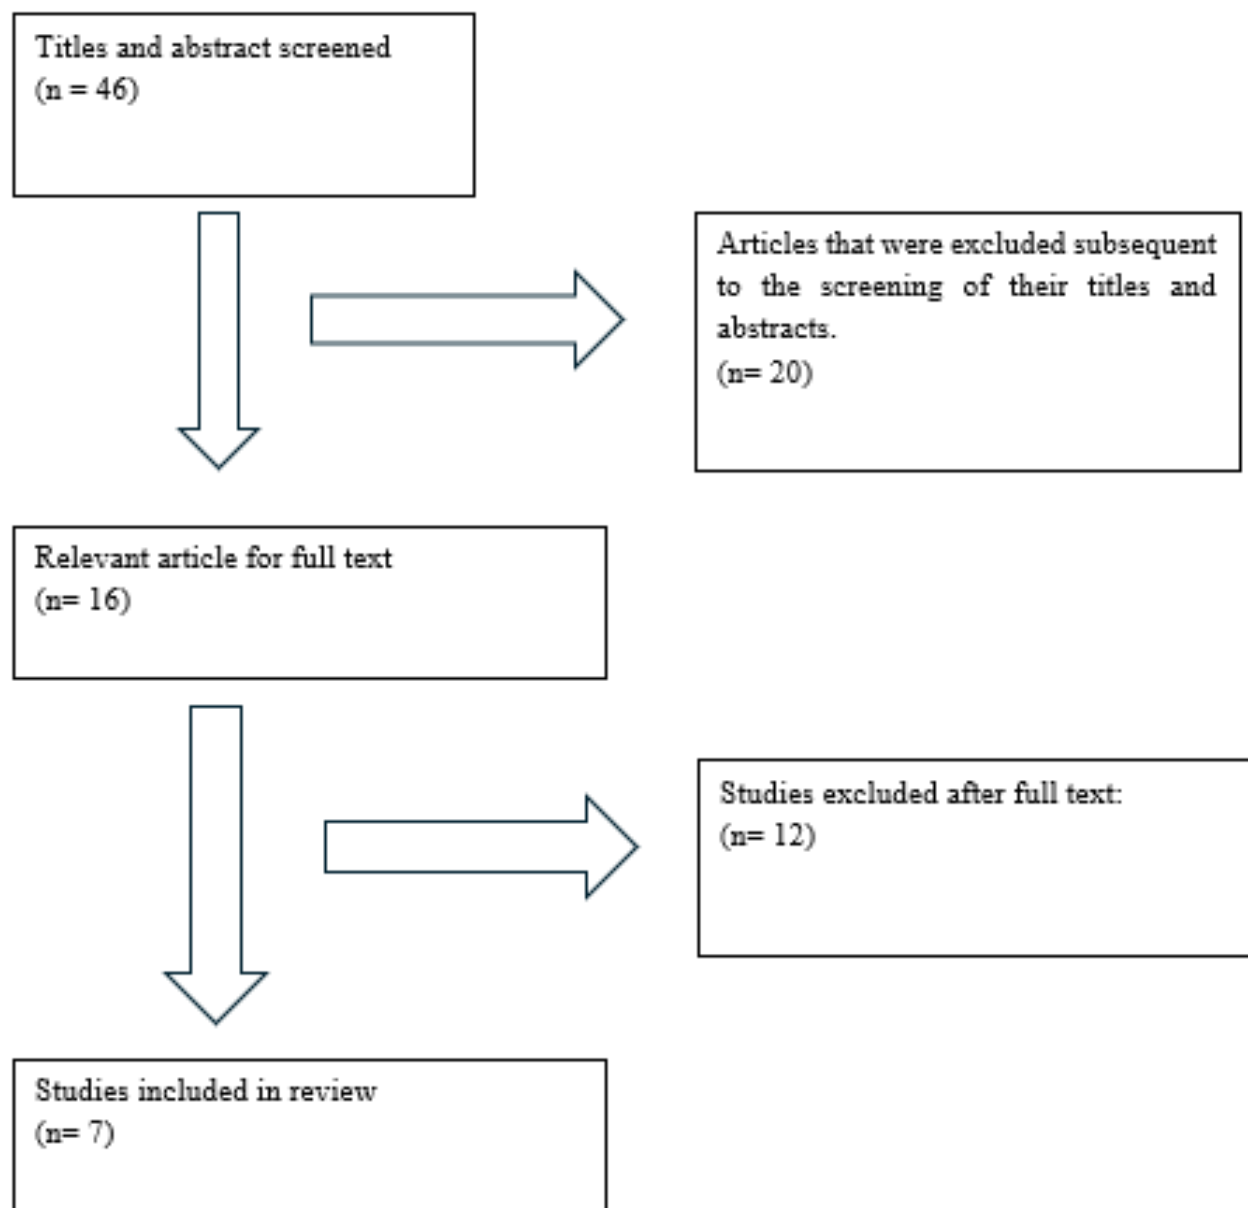 Titles and abstract screened
(n = 46)
Articles that were excluded subsequent
to the screening of their titles and
abstracts.
(n= 20)
Relevant article for full text
(n= 16)
Studies excluded after full text:
(n= 12)
Studies included in review
(n= 7)